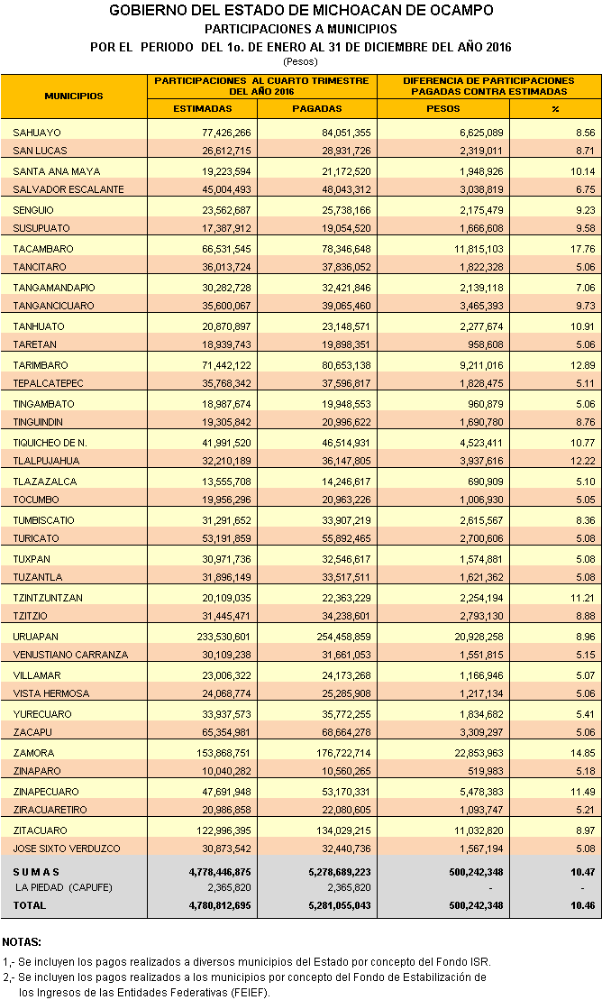 GOBIERNO DEL ESTADO DE MICHOACAN DE OCAMPO
PARTICIPACIONES A MUNICIPIOS
POR EL PERIODO DEL 1o. DE ENERO AL 31 DE DICIEMBRE DEL AÑO 2016
(Pesos)
MUNICIPIOS
PARTICIPACIONES AL CUARTO TRIMESTRE DEL AÑO 2016
DIFERENCIA DE PARTICIPACIONES PAGADAS CONTRA ESTIMADAS
ESTIMADAS PAGADAS PESOS %
SAHUAYO 77,426,266 84,051,355 6,625,089 8.56
SAN LUCAS 26,612,715 28,931,726 2,319,011 8.71
SANTA ANA MAYA 19,223,594 21,172,520 1,948,926 10.14
SALVADOR ESCALANTE 45,004,493 48,043,312 3,038,819 6.75
SENGUIO 23,562,687 25,738,166 2,175,479 9.23
SUSUPUATO 17,387,912 19,054,520 1,666,608 9.58
TACAMBARO 66,531,545 78,346,648 11,815,103 17.76
TANCITARO 36,013,724 37,836,052 1,822,328 5.06
TANGAMANDAPIO 30,282,728 32,421,846 2,139,118 7.06
TANGANCICUARO 35,600,067 39,065,460 3,465,393 9.73
TANHUATO 20,870,897 23,148,571 2,277,674 10.91
TARETAN 18,939,743 19,898,351 958,608 5.06
TARIMBARO 71,442,122 80,653,138 9,211,016 12.89
TEPALCATEPEC 35,768,342 37,596,817 1,828,475 5.11
TINGAMBATO 18,987,674 19,948,553 960,879 5.06
TINGUINDIN 19,305,842 20,996,622 1,690,780 8.76
TIQUICHEO DE N. 41,991,520 46,514,931 4,523,411 10.77
TLALPUJAHUA 32,210,189 36,147,805 3,937,616 12.22
TLAZAZALCA 13,555,708 14,246,617 690,909 5.10
TOCUMBO 19,956,296 20,963,226 1,006,930 5.05
TUMBISCATIO 31,291,652 33,907,219 2,615,567 8.36
TURICATO 53,191,859 55,892,465 2,700,606 5.08
TUXPAN 30,971,736 32,546,617 1,574,881 5.08
TUZANTLA 31,896,149 33,517,511 1,621,362 5.08
TZINTZUNTZAN 20,109,035 22,363,229 2,254,194 11.21
TZITZIO 31,445,471 34,238,601 2,793,130 8.88
URUAPAN 233,530,601 254,458,859 20,928,258 8.96
VENUSTIANO CARRANZA 30,109,238 31,661,053 1,551,815 5.15
VILLAMAR 23,006,322 24,173,268 1,166,946 5.07
VISTA HERMOSA 24,068,774 25,285,908 1,217,134 5.06
YURECUARO 33,937,573 35,772,255 1,834,682 5.41
ZACAPU 65,354,981 68,664,278 3,309,297 5.06
ZAMORA 153,868,751 176,722,714 22,853,963 14.85
ZINAPARO 10,040,282 10,560,265 519,983 5.18
ZINAPECUARO 47,691,948 53,170,331 5,478,383 11.49
ZIRACUARETIRO 20,986,858 22,080,605 1,093,747 5.21
ZITACUARO 122,996,395 134,029,215 11,032,820 8.97
JOSE SIXTO VERDUZCO 30,873,542 32,440,736 1,567,194 5.08
S U M A S 4,778,446,875 5,278,689,223 500,242,348 10.47
LA PIEDAD (CAPUFE) 2,365,820 2,365,820 - -
TOTAL 4,780,812,695 5,281,055,043 500,242,348 10.46
NOTAS:
1,- Se incluyen los pagos realizados a diversos municipios del Estado por concepto del Fondo ISR.
2,- Se incluyen los pagos realizados a los municipios por concepto del Fondo de Estabilización de
los Ingresos de las Entidades Federativas (FEIEF).